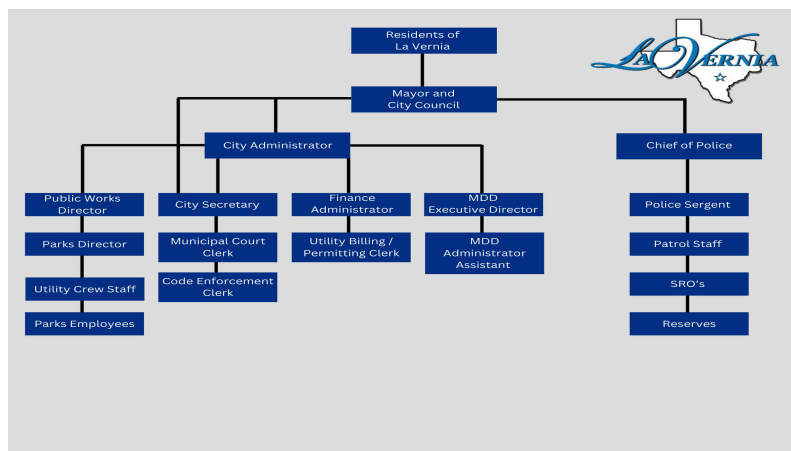 Residents of
La Vernia
LA VERNIA
Mayor and
City Council
City Administrator
Chief of Police
Public Works
Director
City Secretary
Finance
Administrator
MDD
Executive Director
Police Sergent
Parks Director
Municipal Court
Clerk
Utility Billing /
Permitting Clerk
MDD
Administrator
Assistant
Patrol Staff
Utility Crew Staff
Code Enforcement
Clerk
SRO's
Parks Employees
Reserves